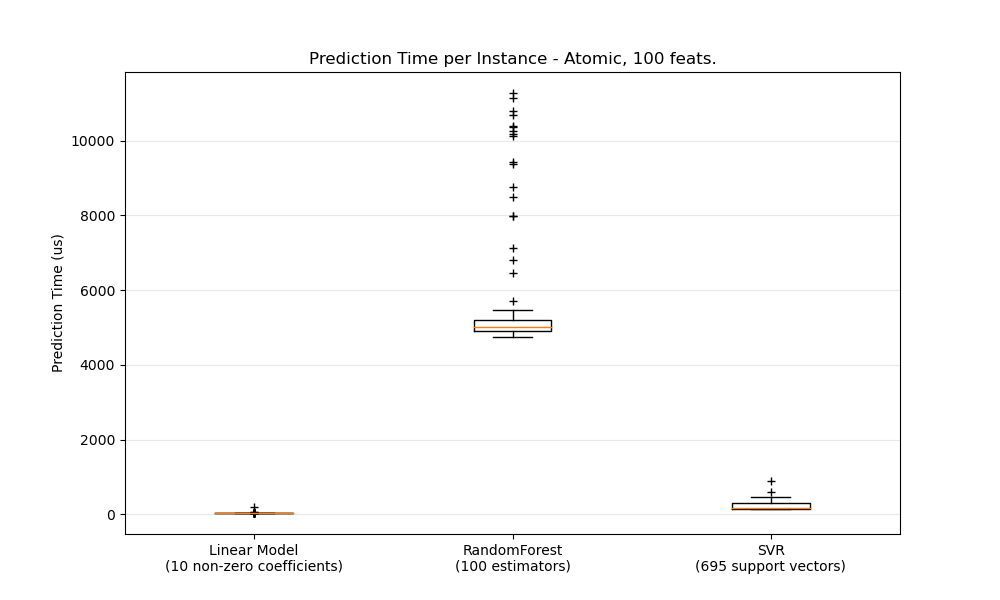 Prediction Time per Instance - Atomic, 100 feats.
Prediction Time (us)
10000
8000
6000
4000
2000
0
Linear Model
(10 non-zero coefficients)
RandomForest
(100 estimators)
SVR
(695 support vectors)